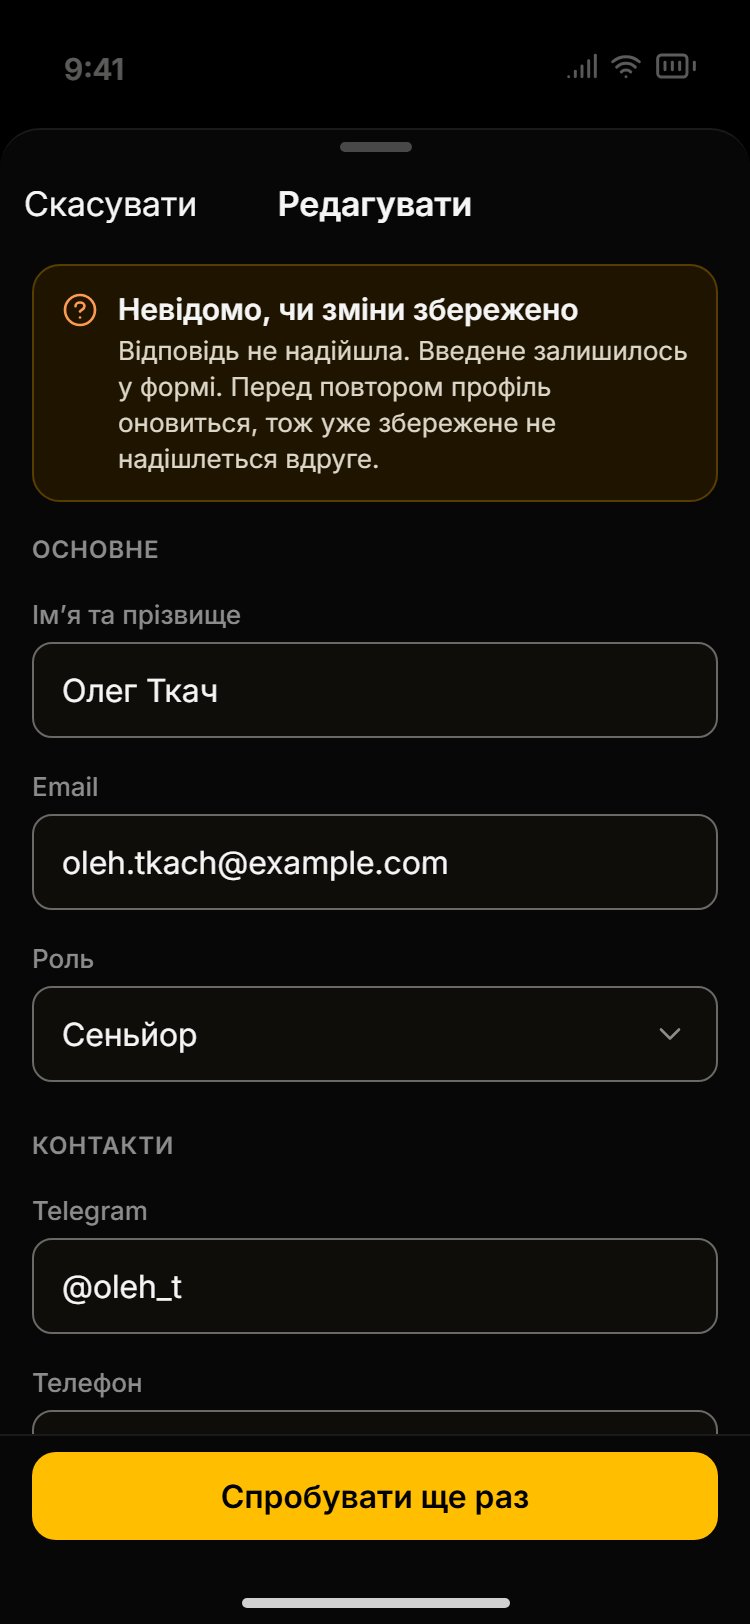 9:41
Скасувати
Редагувати
Невідомо, чи зміни збережено
Відповідь не надійшла. Введене залишилось
у формі. Перед повтором профіль
оновиться, тож уже збережене не
надішлеться вдруге.
ОСНОВНЕ
Ім’я та прізвище
Олег Ткач
Email
oleh.tkach@example.com
Роль
Сеньйор
КОНТАКТИ
Telegram
@oleh_t
Телефон
Спробувати ще раз